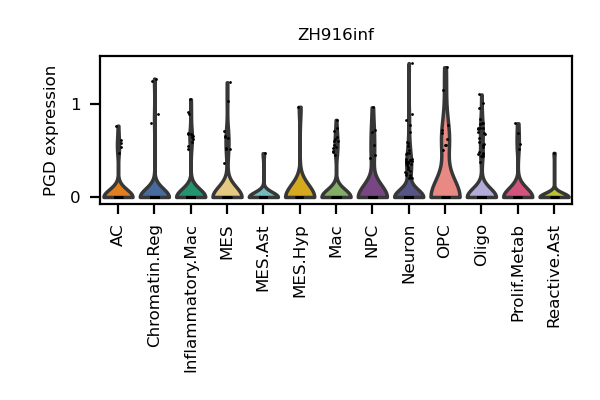 ZH916inf
PGD expression
1
0
AC
Chromatin.Reg
Inflammatory.Mac
MES
MES.Ast
MES.Hyp
Mac
NPC
Neuron
OPC
Oligo
Prolif.Metab
Reactive.Ast